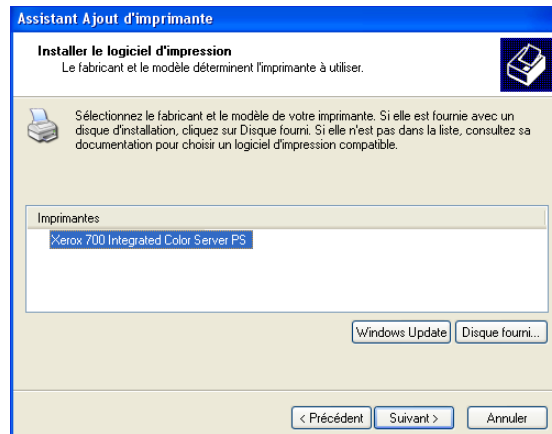 Assistant Ajout d'imprimante
Installer le logiciel d'impression
Le fabricant et le modèle déterminent l'imprimante à utiliser.
Sélectionnez le fabricant et le modèle de votre imprimante. Si elle est fournie avec un
disque d'installation, cliquez sur Disque fourni. Si elle n'est pas dans la liste, consultez sa
documentation pour choisir un logiciel d'impression compatible.
Imprimantes
Xerox 700 Integrated Color Server PS
Windows Update Disque fourni...
< Précédent Suivant > Annuler